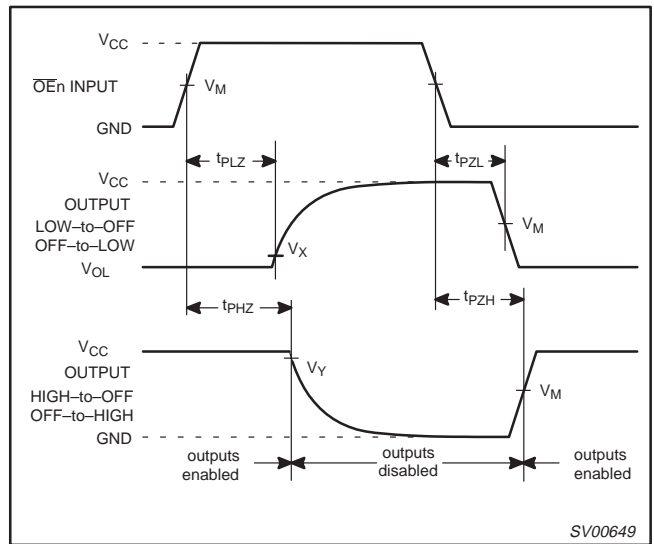 VCC
OEn INPUT
VM
GND
tPLZ
tPZL
VCC
OUTPUT
LOW–to–OFF
OFF–to–LOW
VM
VX
VOL
tPHZ
tPZH
VCC
OUTPUT
VY
HIGH–to–OFF
OFF–to–HIGH
VM
GND
outputs enabled
outputs disabled
outputs enabled
SV00649